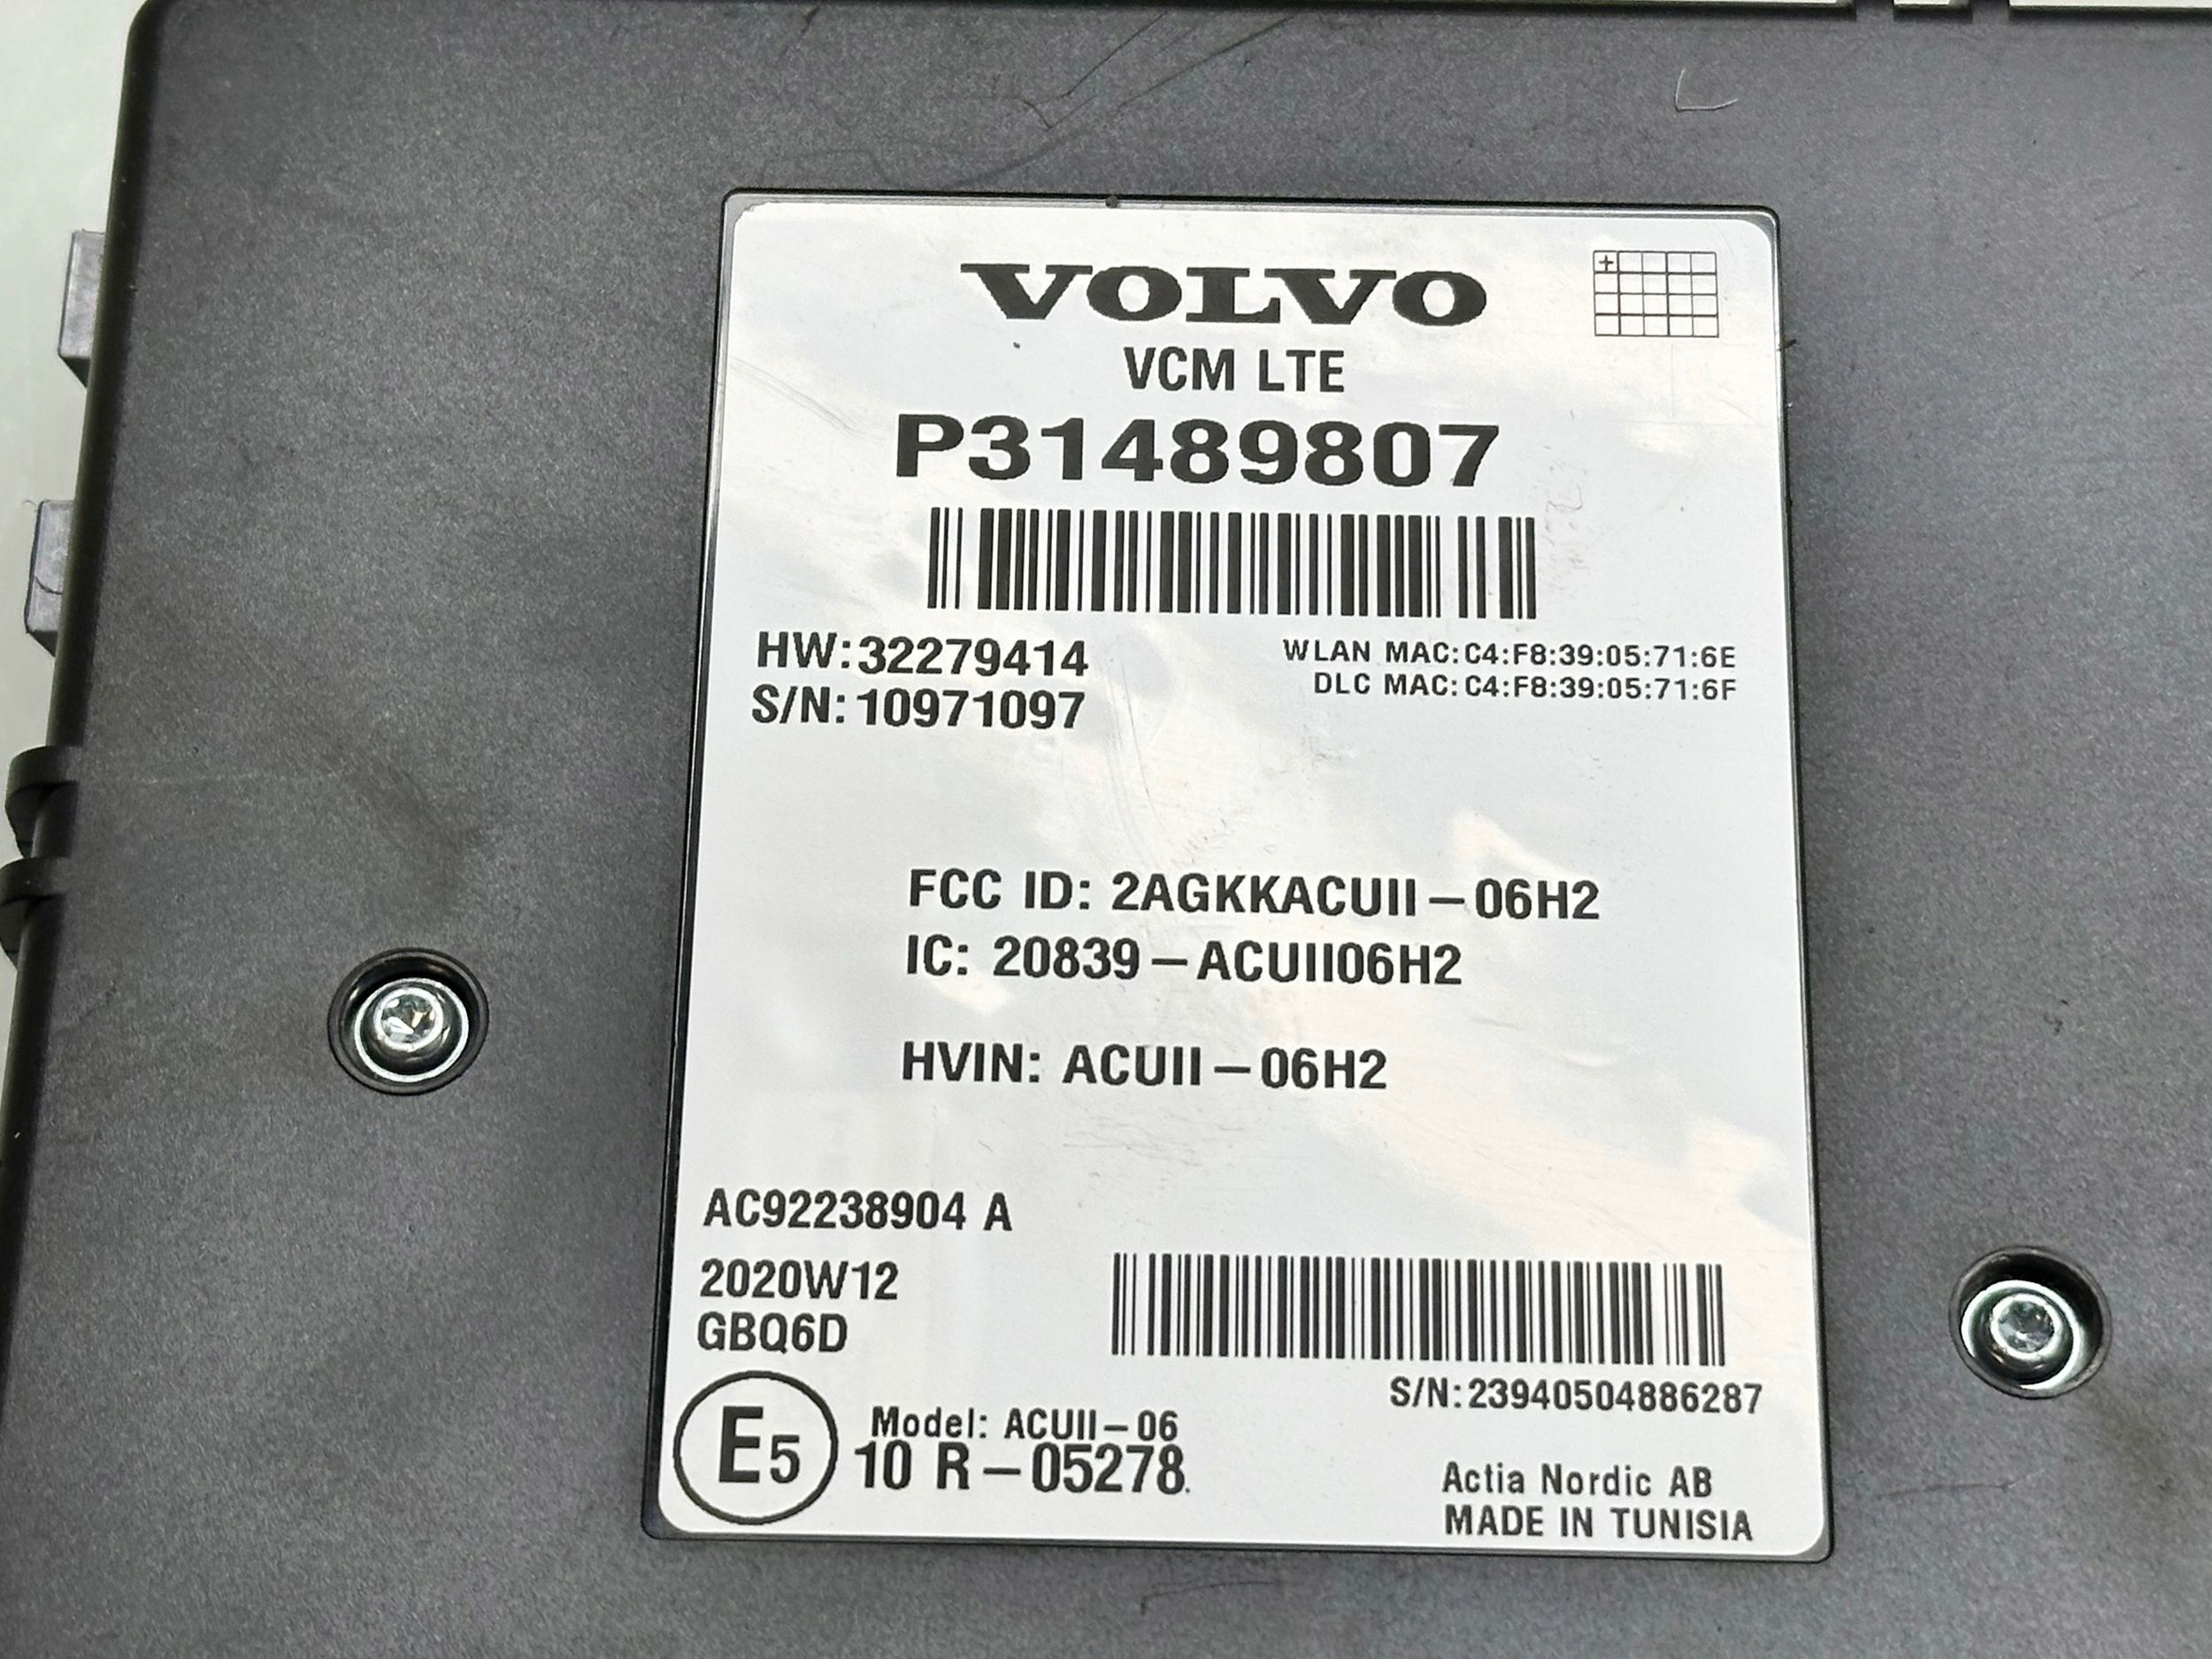 VOLVO
VCM LTE
P31489807
HW:32279414
S/N:10971097
WLAN MAC:C4:F8:39:05:71:6E
DLC MAC:C4:F8:39:05:71:6F
FCC ID: 2AGKKACUII-06H2
IC: 20839-ACUII06H2
HVIN: ACUII-06H2
AC92238904 A
2020W12
GBQ6D
S/N:23940504886287
E5
Model: ACUII-06
10 R-05278.
Actia Nordic AB
MADE IN TUNISIA